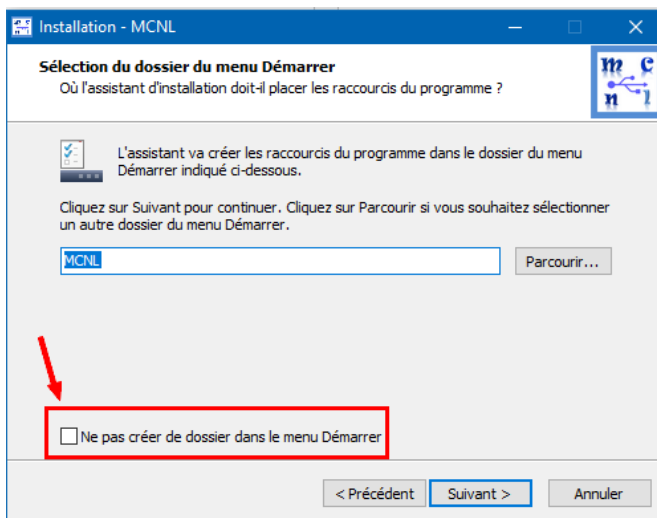 Installation - MCNL
Sélection du dossier du menu Démarrer
Où l'assistant d'installation doit-il placer les raccourcis du programme ?
m c
n l
L'assistant va créer les raccourcis du programme dans le dossier du menu
Démarrer indiqué ci-dessous.
Cliquez sur Suivant pour continuer. Cliquez sur Parcourir si vous souhaitez sélectionner
un autre dossier du menu Démarrer.
MCNL
Parcourir...
Ne pas créer de dossier dans le menu Démarrer
< Précédent
Suivant >
Annuler